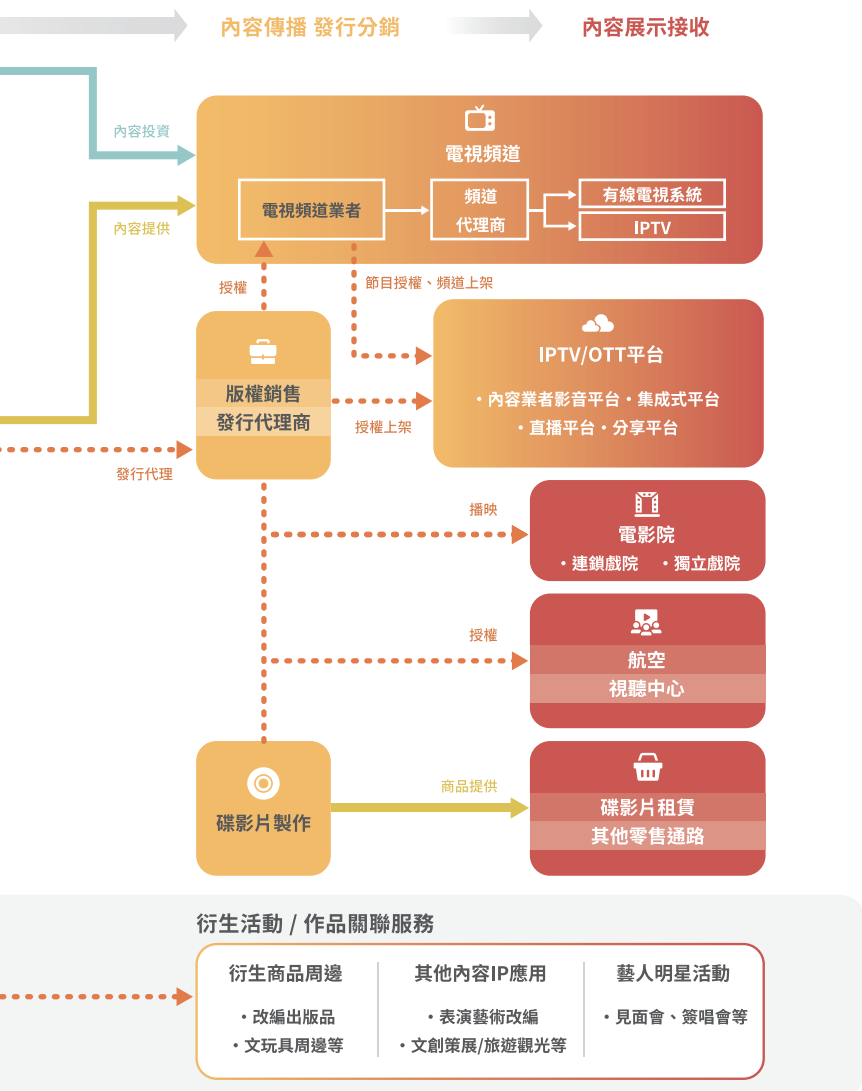 內容傳播 發行分銷
內容展示接收
內容投資
電視頻道
電視頻道業者
頻道
代理商
有線電視系統
IPTV
內容提供
授權
節目授權、頻道上架
版權銷售
發行代理商
IPTV/OTT平台
・內容業者影音平台・集成式平台
・直播平台・分享平台
授權上架
發行代理
播映
電影院
・連鎖戲院 ・獨立戲院
授權
航空
視聽中心
碟影片製作
商品提供
碟影片租賃
其他零售通路
衍生活動 / 作品關聯服務
衍生商品周邊
・改編出版品
・文玩具周邊等
其他內容IP應用
・表演藝術改編
・文創策展/旅遊觀光等
藝人明星活動
・見面會、簽唱會等